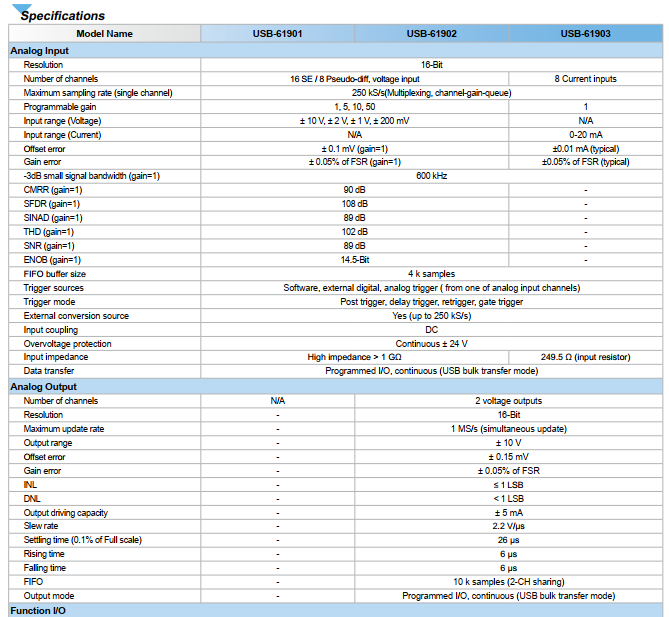 Specifications
Model Name USB-61901 USB-61902 USB-61903
Analog Input
Resolution 16-Bit
Number of channels 16 SE / 8 Pseudo-diff, voltage input 8 Current inputs
Maximum sampling rate (single channel) 250 kS/s(Multiplexing, channel-gain-queue)
Programmable gain 1, 5, 10, 50 1
Input range (Voltage) ± 10 V, ± 2 V, ± 1 V, ± 200 mV N/A
Input range (Current) N/A 0-20 mA
Offset error ± 0.1 mV (gain=1) ±0.01 mA (typical)
Gain error ± 0.05% of FSR (gain=1) ±0.05% of FSR (typical)
-3dB small signal bandwidth (gain=1) 600 kHz
CMRR (gain=1) 90 dB -
SFDR (gain=1) 108 dB -
SINAD (gain=1) 89 dB -
THD (gain=1) 102 dB -
SNR (gain=1) 89 dB -
ENOB (gain=1) 14.5-Bit -
FIFO buffer size 4 k samples
Trigger sources Software, external digital, analog trigger ( from one of analog input channels)
Trigger mode Post trigger, delay trigger, retrigger, gate trigger
External conversion source Yes (up to 250 kS/s)
Input coupling DC
Overvoltage protection Continuous ± 24 V
Input impedance High impedance > 1 GΩ 249.5 Ω (input resistor)
Data transfer Programmed I/O, continuous (USB bulk transfer mode)
Analog Output
Number of channels N/A 2 voltage outputs
Resolution - 16-Bit
Maximum update rate - 1 MS/s (simultaneous update)
Output range - ± 10 V
Offset error - ± 0.15 mV
Gain error - ± 0.05% of FSR
INL - ≤ 1 LSB
DNL - < 1 LSB
Output driving capacity - ± 5 mA
Slew rate - 2.2 V/µs
Settling time (0.1% of Full scale) - 26 µs
Rising time - 6 µs
Falling time - 6 µs
FIFO - 10 k samples (2-CH sharing)
Output mode - Programmed I/O, continuous (USB bulk transfer mode)
Function I/O